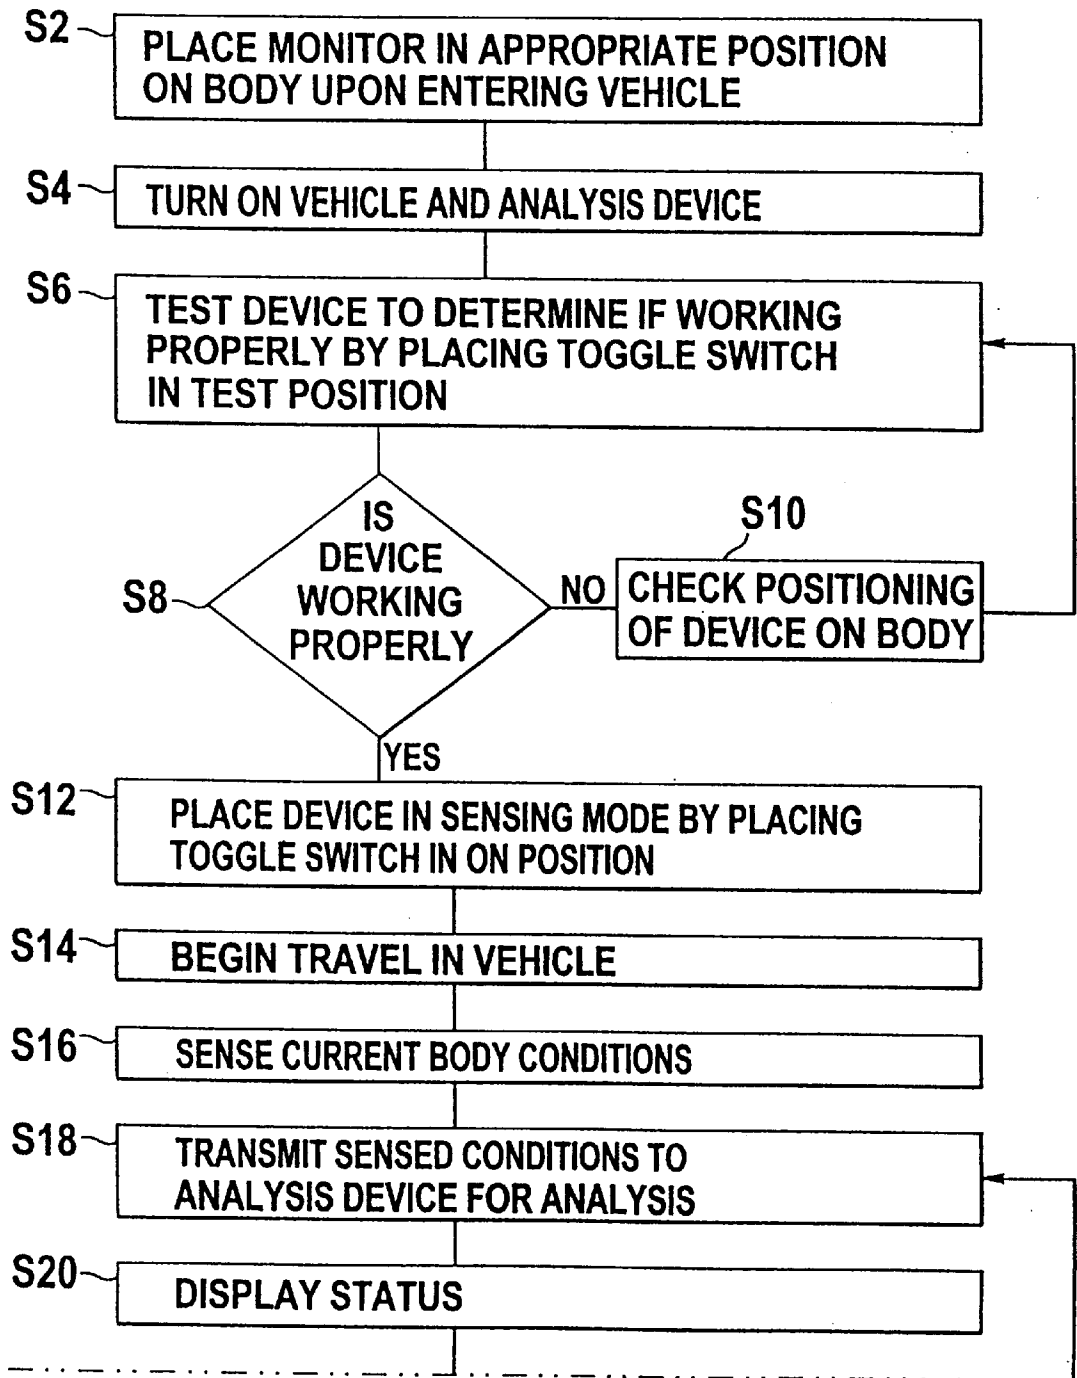 S2
PLACE MONITOR IN APPROPRIATE POSITION
ON BODY UPON ENTERING VEHICLE
S4
TURN ON VEHICLE AND ANALYSIS DEVICE
S6
TEST DEVICE TO DETERMINE IF WORKING
PROPERLY BY PLACING TOGGLE SWITCH
IN TEST POSITION
S8
IS
DEVICE
WORKING
PROPERLY
NO
S10
CHECK POSITIONING
OF DEVICE ON BODY
YES
S12
PLACE DEVICE IN SENSING MODE BY PLACING
TOGGLE SWITCH IN ON POSITION
S14
BEGIN TRAVEL IN VEHICLE
S16
SENSE CURRENT BODY CONDITIONS
S18
TRANSMIT SENSED CONDITIONS TO
ANALYSIS DEVICE FOR ANALYSIS
S20
DISPLAY STATUS